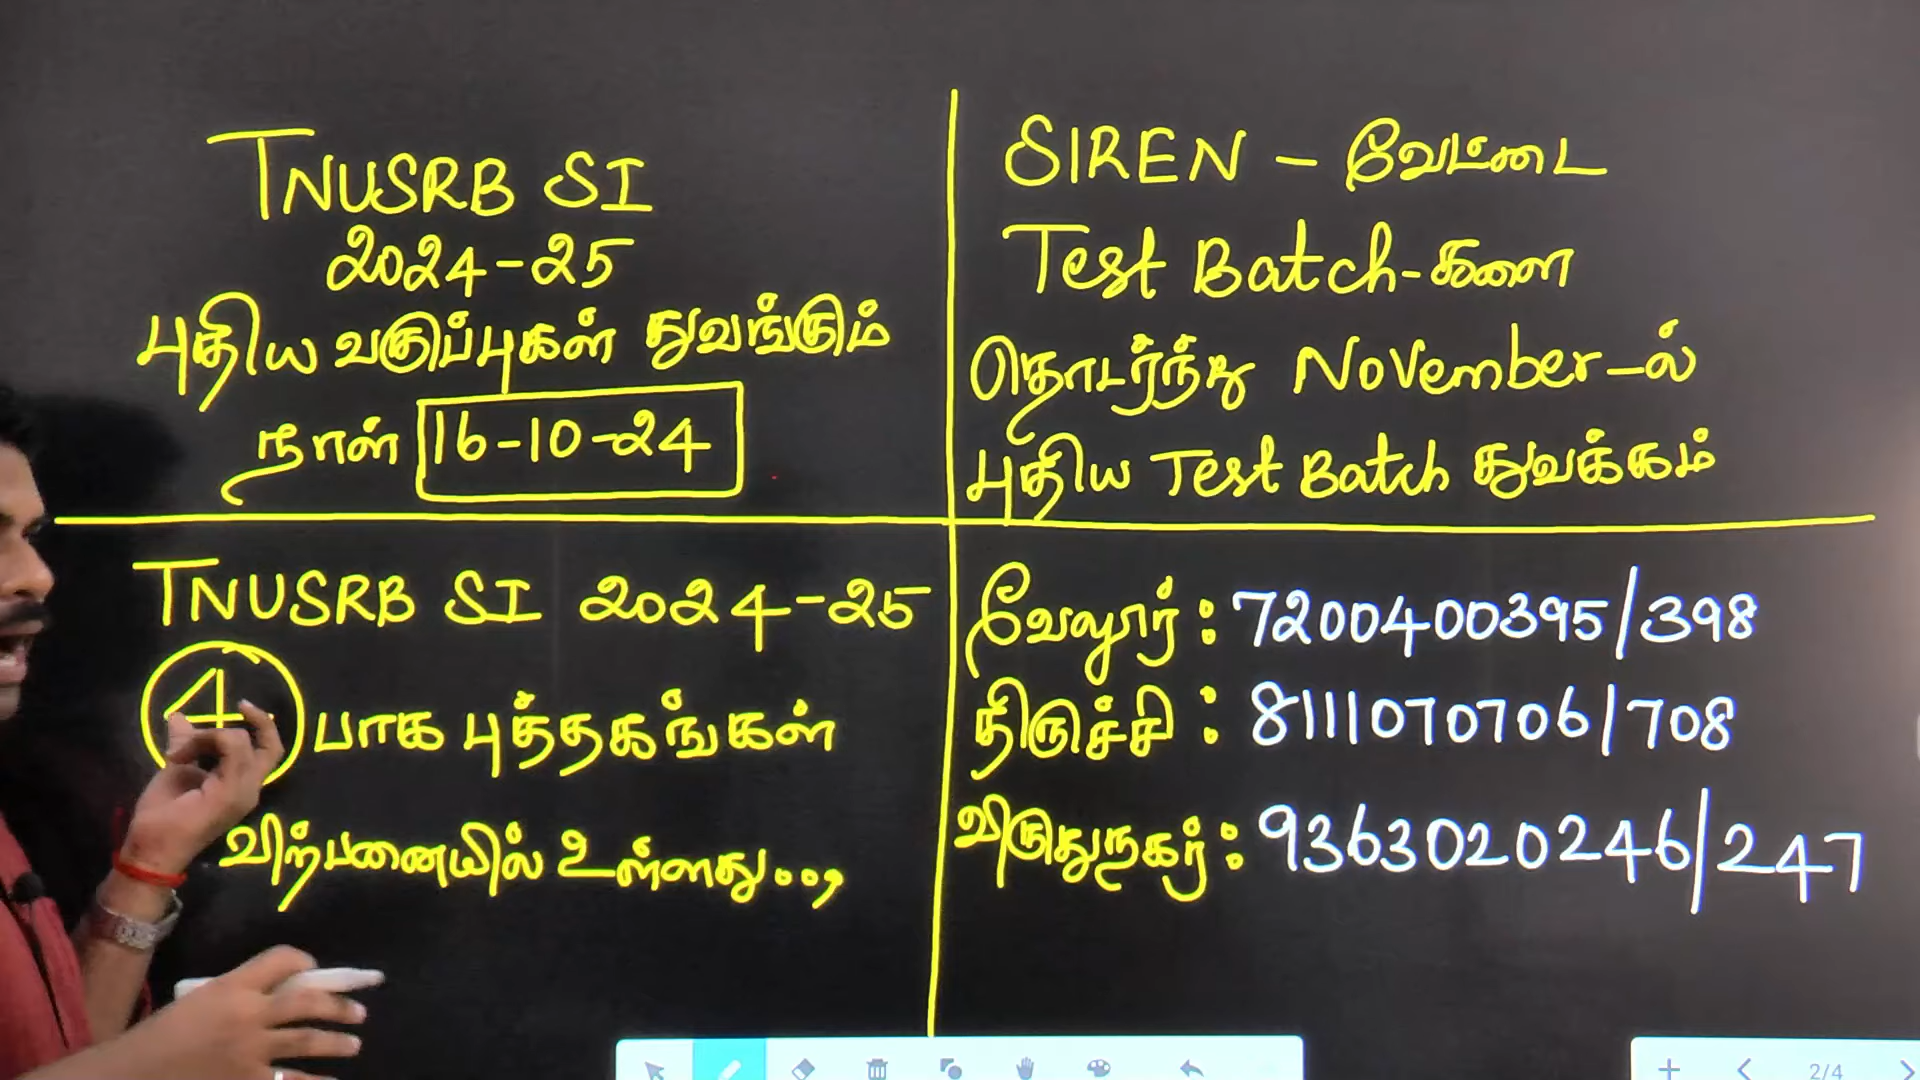 TNUSRB SI
2024-25
புதிய வகுப்புகள் துவங்கும்
நாள் 16-10-24
SIREN - வேட்டை
Test Batch-களை
தொடர்ந்து November-ல்
புதிய Test Batch துவக்கம்
TNUSRB SI 2024-25
4 பாக புத்தகங்கள்
விற்பனையில் உள்ளது..,
வேலூர் : 7200400395/398
திருச்சி : 8111070706/708
விருதுநகர் : 9363020246/247
2/4